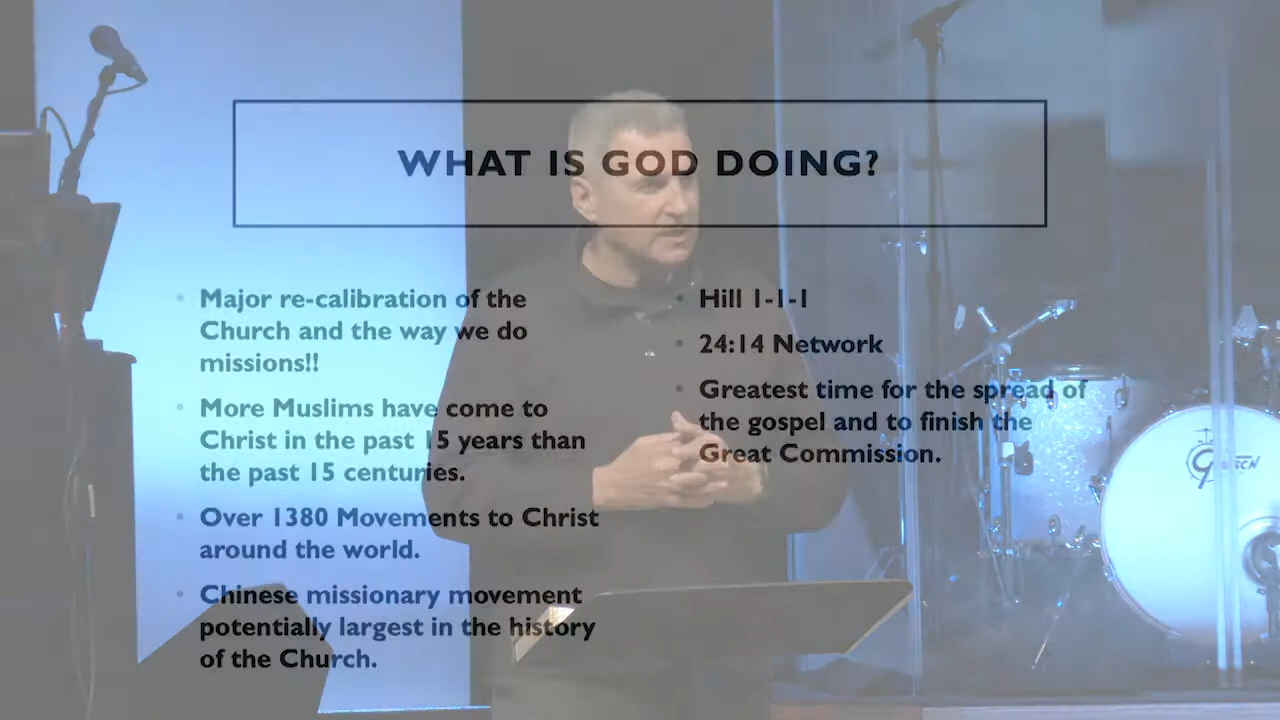 WHAT IS GOD DOING?
Major re-calibration of the
Church and the way we do
missions!!
More Muslims have come to
Christ in the past 15 years than
the past 15 centuries.
Over 1380 Movements to Christ
around the world.
Chinese missionary movement
potentially largest in the history
of the Church.
Hill 1-1-1
24:14 Network
Greatest time for the spread of
the gospel and to finish the
Great Commission.
Gretsch